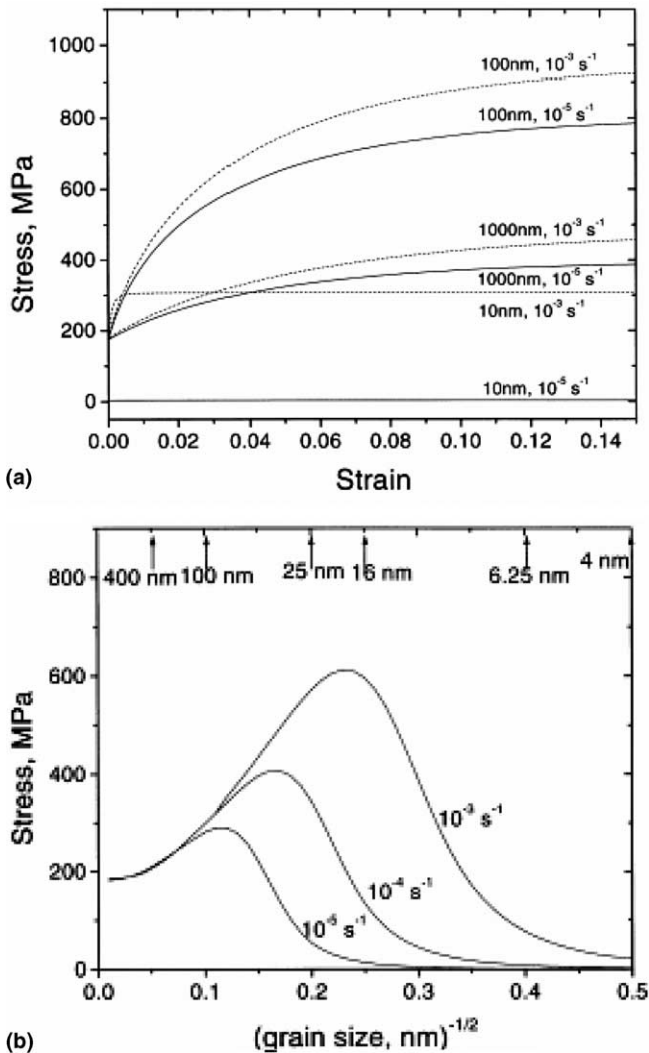 1000
100nm, 10⁻³ s⁻¹
800
100nm, 10⁻⁵ s⁻¹
600
1000nm, 10⁻³ s⁻¹
400
1000nm, 10⁻⁵ s⁻¹
10nm, 10⁻³ s⁻¹
200
10nm, 10⁻⁵ s⁻¹
0
Stress, MPa
0.00 0.02 0.04 0.06 0.08 0.10 0.12 0.14
(a)
Strain
800
400 nm 100 nm 25 nm 16 nm 6.25 nm 4 nm
600
400
10⁻³ s⁻¹
200
10⁻⁴ s⁻¹
10⁻⁵ s⁻¹
0
Stress, MPa
0.0 0.1 0.2 0.3 0.4 0.5
(b)
(grain size, nm)⁻¹/²